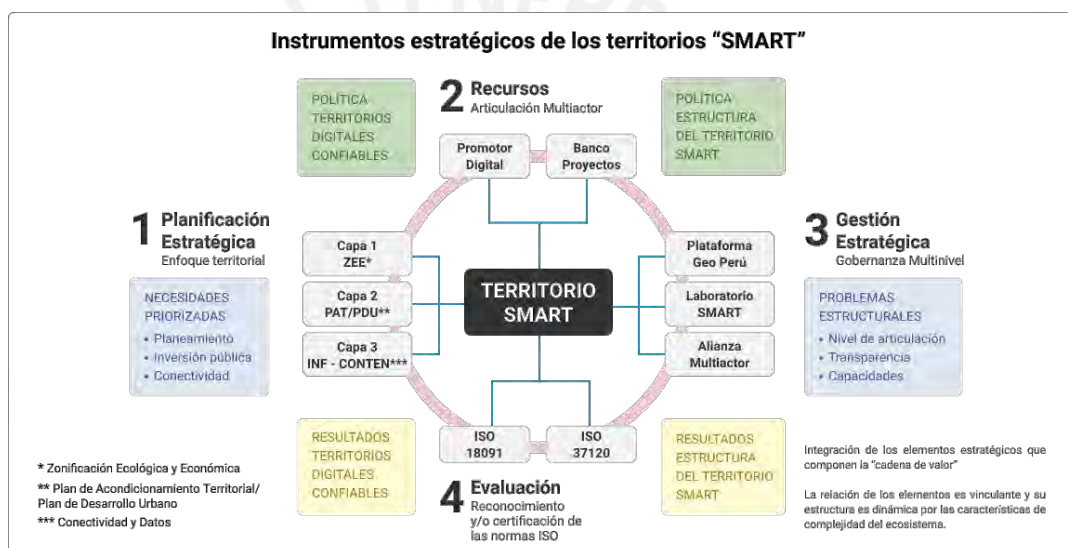 Instrumentos estratégicos de los territorios “SMART”
POLÍTICA
TERRITORIOS
DIGITALES
CONFIABLES
2 Recursos
Articulación Multiactor
POLÍTICA
ESTRUCTURA
DEL TERRITORIO
SMART
Promotor
Digital
Banco
Proyectos
1 Planificación
Estratégica
Enfoque territorial
NECESIDADES
PRIORIZADAS
• Planeamiento
• Inversión pública
• Conectividad
Capa 1
ZEE*
Capa 2
PAT/PDU**
Capa 3
INF - CONTEN***
TERRITORIO
SMART
Plataforma
Geo Perú
Laboratorio
SMART
Alianza
Multiactor
3 Gestión
Estratégica
Gobernanza Multinivel
PROBLEMAS
ESTRUCTURALES
• Nivel de articulación
• Transparencia
• Capacidades
RESULTADOS
TERRITORIOS
DIGITALES
CONFIABLES
ISO
18091
ISO
37120
4 Evaluación
Reconocimiento
y/o certificación de
las normas ISO
RESULTADOS
ESTRUCTURA
DEL TERRITORIO
SMART
* Zonificación Ecológica y Económica
** Plan de Acondicionamiento Territorial/
Plan de Desarrollo Urbano
*** Conectividad y Datos
Integración de los elementos estratégicos que
componen la “cadena de valor”
La relación de los elementos es vinculante y su
estructura es dinámica por las características de
complejidad del ecosistema.